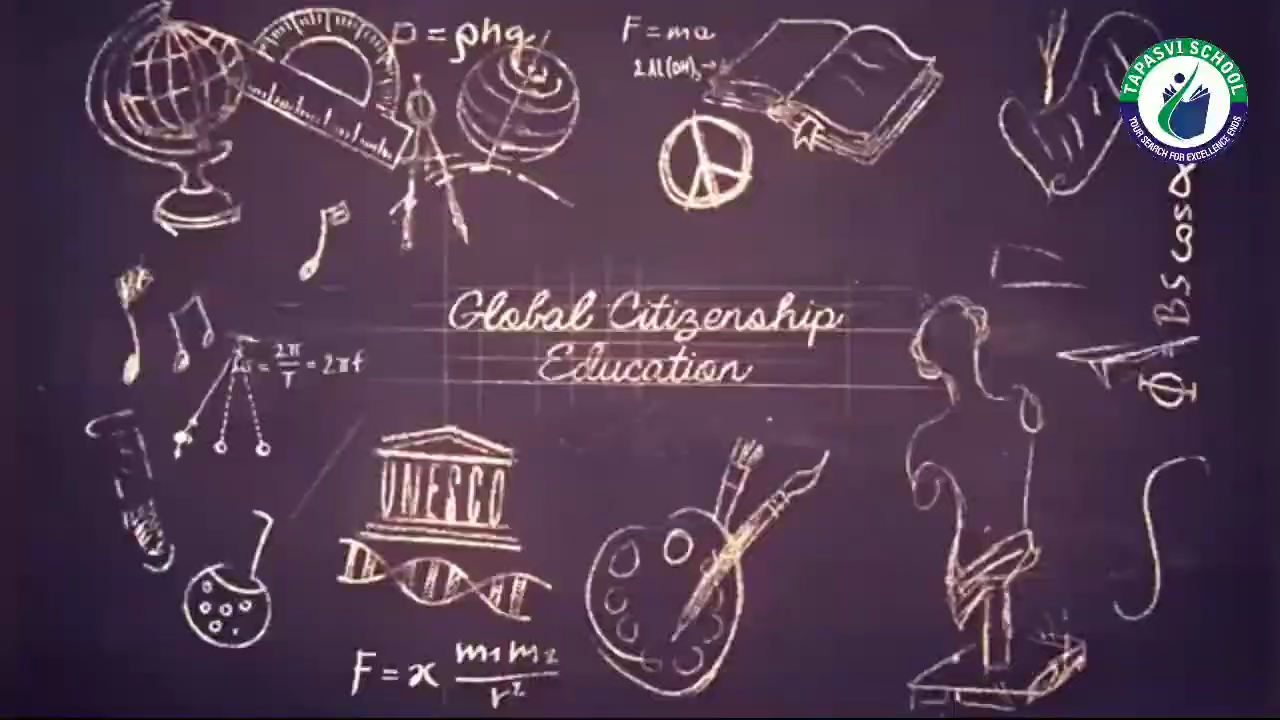 P = ρhg
F = ma
2Al(OH)₃→
TAPASVI SCHOOL
YOUR SEARCH FOR EXCELLENCE ENDS
Φ BS cosα
Global Citizenship
Education
= 2π/T = 2πf
UNESCO
F = x m₁m₂/r²